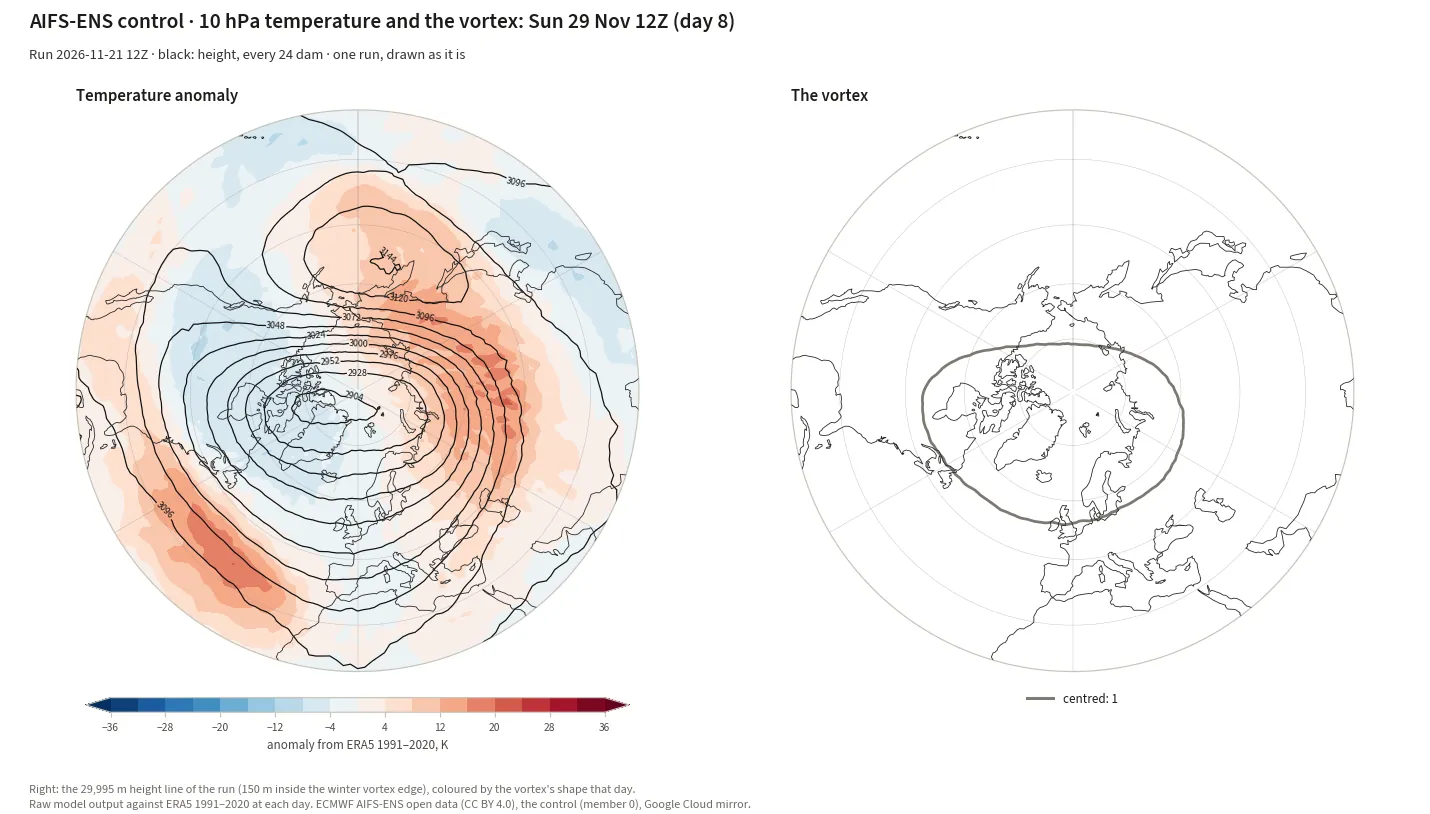 AIFS-ENS control · 10 hPa temperature and the vortex: Sun 29 Nov 12Z (day 8)
Run 2026-11-21 12Z · black: height, every 24 dam · one run, drawn as it is
Temperature anomaly
The vortex
3096
3144
3120
3096
3072
3048
3024
3000
2976
2952
2928
2904
3096
centred: 1
−36 −28 −20 −12 −4 4 12 20 28 36
anomaly from ERA5 1991–2020, K
Right: the 29,995 m height line of the run (150 m inside the winter vortex edge), coloured by the vortex's shape that day.
Raw model output against ERA5 1991–2020 at each day. ECMWF AIFS-ENS open data (CC BY 4.0), the control (member 0), Google Cloud mirror.